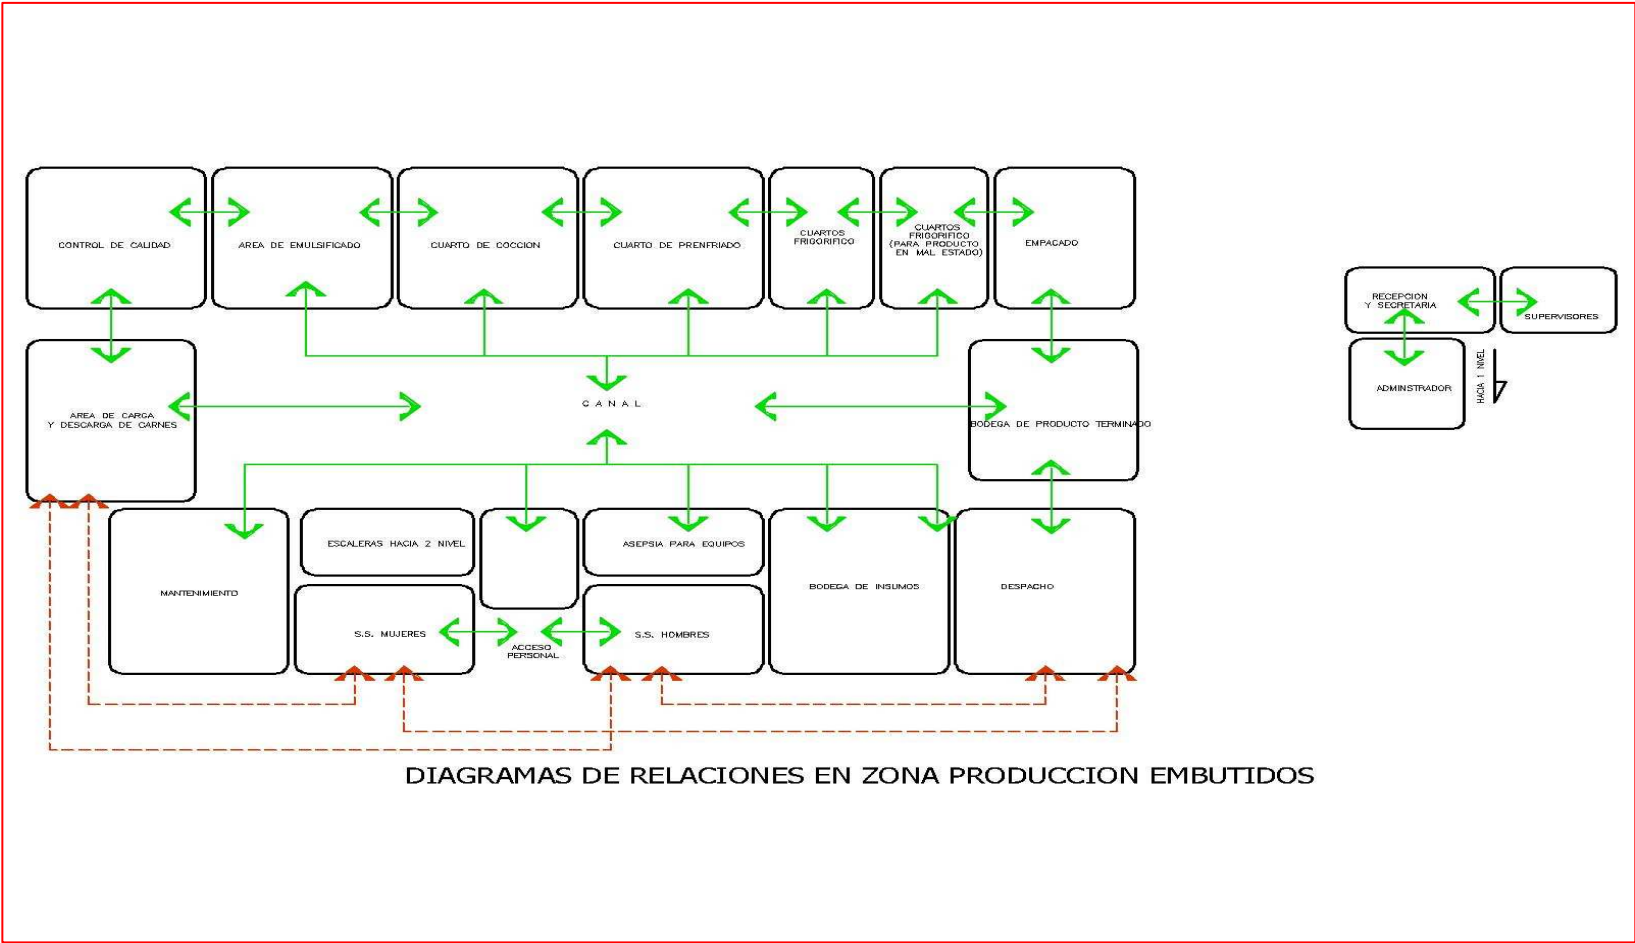 CONTROL DE CALIDAD
AREA DE EMULSIFICADO
CUARTO DE COCCION
CUARTO DE PRENFRIADO
CUARTOS
FRIGORIFICO
CUARTOS
FRIGORIFICO
(PARA PRODUCTO
EN MAL ESTADO)
EMPACADO
RECEPCION
Y SECRETARIA
SUPERVISORES
ADMINSTRADOR
HACIA 1 NIVEL
AREA DE CARGA
Y DESCARGA DE CARNES
C A N A L
BODEGA DE PRODUCTO TERMINADO
MANTENIMIENTO
ESCALERAS HACIA 2 NIVEL
ASEPSIA PARA EQUIPOS
BODEGA DE INSUMOS
DESPACHO
S.S. MUJERES
ACCESO
PERSONAL
S.S. HOMBRES
DIAGRAMAS DE RELACIONES EN ZONA PRODUCCION EMBUTIDOS